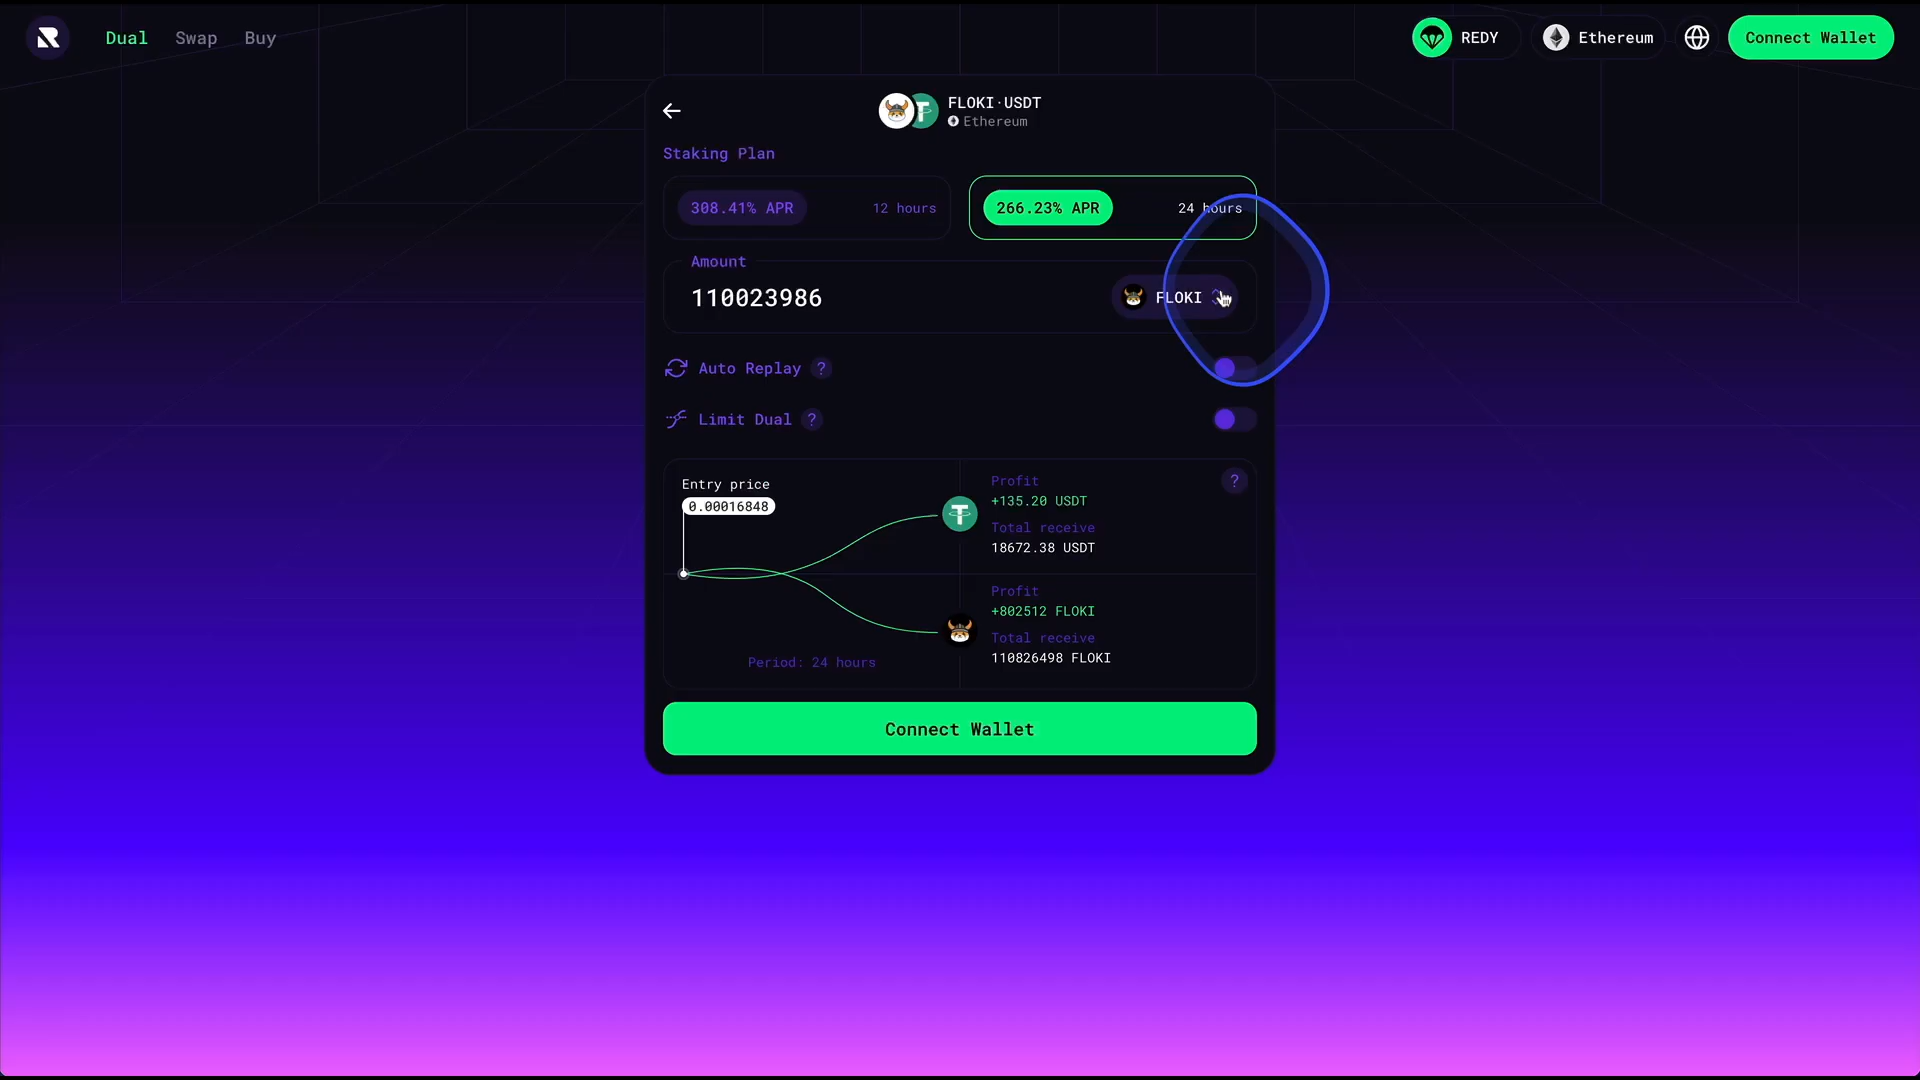 Dual Swap Buy REDY Ethereum Connect Wallet
FLOKI·USDT
Ethereum
Staking Plan
308.41% APR 12 hours 266.23% APR 24 hours
Amount
110023986 FLOKI
Auto Replay ?
Limit Dual ?
Entry price
0.00016848
Profit ?
+135.20 USDT
Total receive
18672.38 USDT
Profit
+802512 FLOKI
Total receive
110826498 FLOKI
Period: 24 hours
Connect Wallet